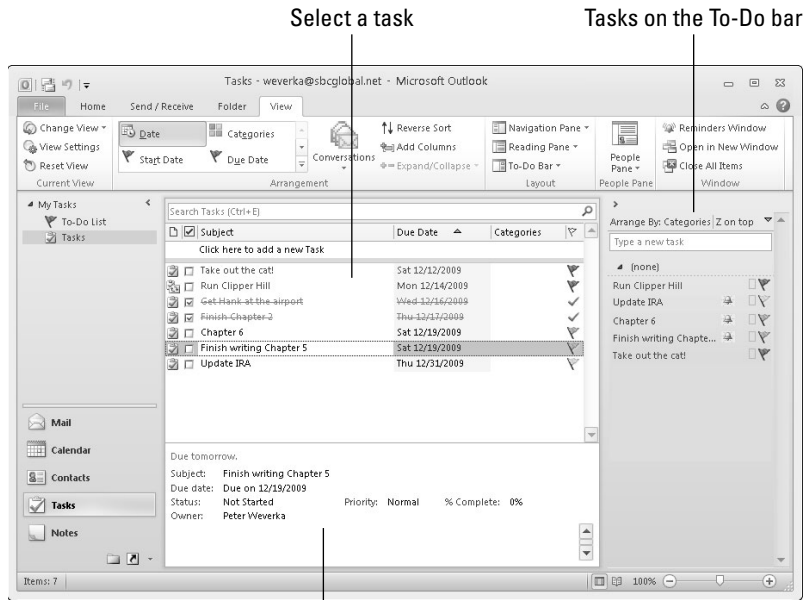 Select a task
Tasks on the To-Do bar
Tasks - weverka@sbcglobal.net - Microsoft Outlook
File Home Send / Receive Folder View
Change View
View Settings
Reset View
Current View
Date
Categories
Start Date
Due Date
Conversations
Reverse Sort
Add Columns
Expand/Collapse
Arrangement
Navigation Pane
Reading Pane
To-Do Bar
Layout
People Pane
People Pane
Reminders Window
Open in New Window
Close All Items
Window
My Tasks
To-Do List
Tasks
Mail
Calendar
Contacts
Tasks
Notes
Search Tasks (Ctrl+E)
Subject Due Date Categories
Click here to add a new Task
Take out the cat! Sat 12/12/2009
Run Clipper Hill Mon 12/14/2009
Get Hank at the airport Wed 12/16/2009
Finish Chapter 2 Thu 12/17/2009
Chapter 6 Sat 12/19/2009
Finish writing Chapter 5 Sat 12/19/2009
Update IRA Thu 12/31/2009
Due tomorrow.
Subject: Finish writing Chapter 5
Due date: Due on 12/19/2009
Status: Not Started Priority: Normal % Complete: 0%
Owner: Peter Weverka
Arrange By: Categories Z on top
Type a new task
(none)
Run Clipper Hill
Update IRA
Chapter 6
Finish writing Chapte...
Take out the cat!
Items: 7
100%